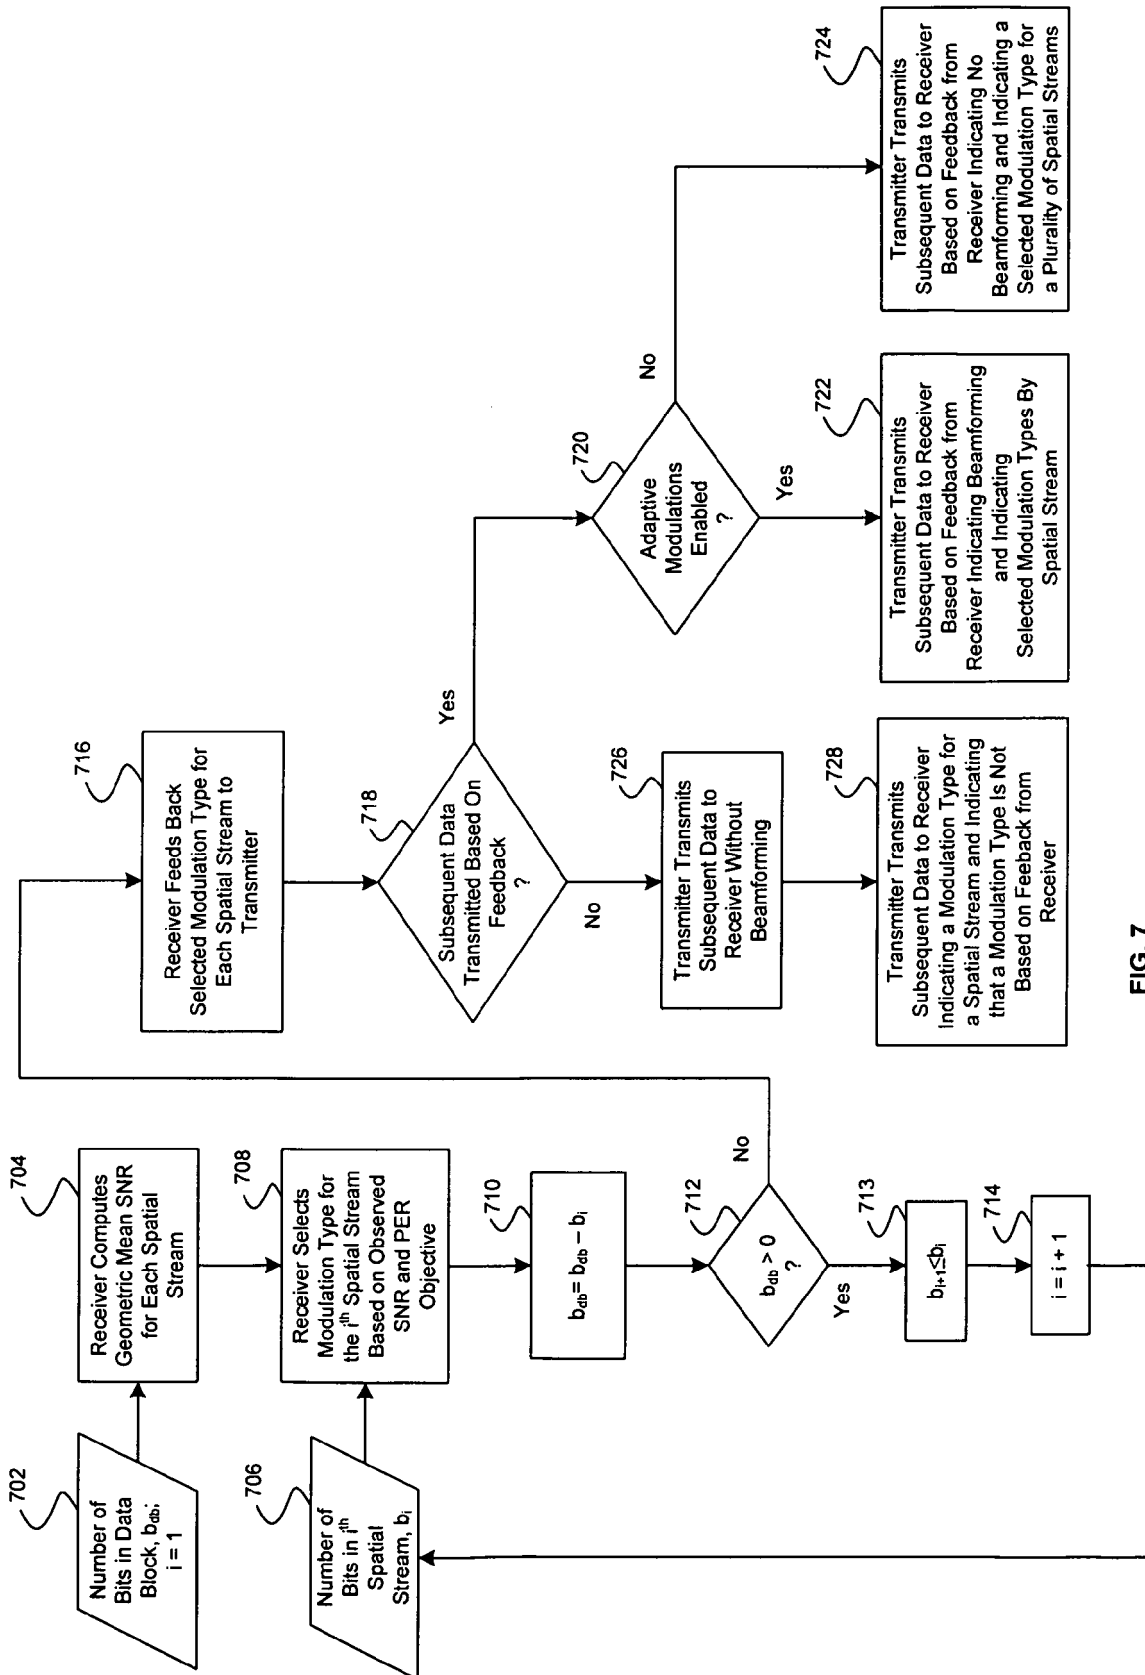 702
Number of
Bits in Data
Block, b_db;
i = 1
704
Receiver Computes
Geometric Mean SNR
for Each Spatial
Stream
706
Number of
Bits in i^th
Spatial
Stream, b_i
708
Receiver Selects
Modulation Type for
the i^th Spatial Stream
Based on Observed
SNR and PER
Objective
710
b_db = b_db − b_i
712
b_db > 0
?
No
Yes
713
b_i+1≤b_i
714
i = i + 1
716
Receiver Feeds Back
Selected Modulation Type for
Each Spatial Stream to
Transmitter
718
Subsequent Data
Transmitted Based On
Feedback
?
Yes
No
720
Adaptive
Modulations
Enabled
?
No
Yes
726
Transmitter Transmits
Subsequent Data to
Receiver Without
Beamforming
728
Transmitter Transmits
Subsequent Data to Receiver
Indicating a Modulation Type for
a Spatial Stream and Indicating
that a Modulation Type Is Not
Based on Feeback from
Receiver
722
Transmitter Transmits
Subsequent Data to Receiver
Based on Feedback from
Receiver Indicating Beamforming
and Indicating
Selected Modulation Types By
Spatial Stream
724
Transmitter Transmits
Subsequent Data to Receiver
Based on Feedback from
Receiver Indicating No
Beamforming and Indicating a
Selected Modulation Type for
a Plurality of Spatial Streams
FIG. 7